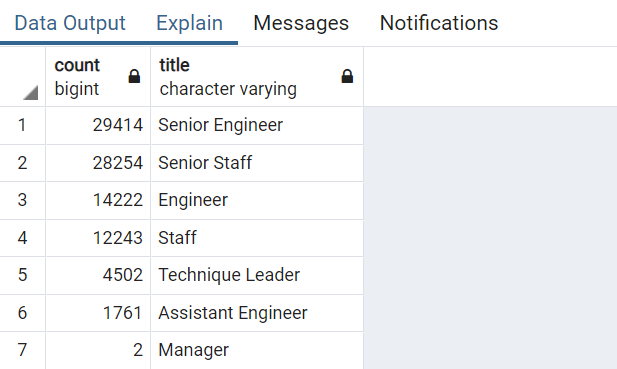 Data Output Explain Messages Notifications
count title
bigint character varying
1 29414 Senior Engineer
2 28254 Senior Staff
3 14222 Engineer
4 12243 Staff
5 4502 Technique Leader
6 1761 Assistant Engineer
7 2 Manager